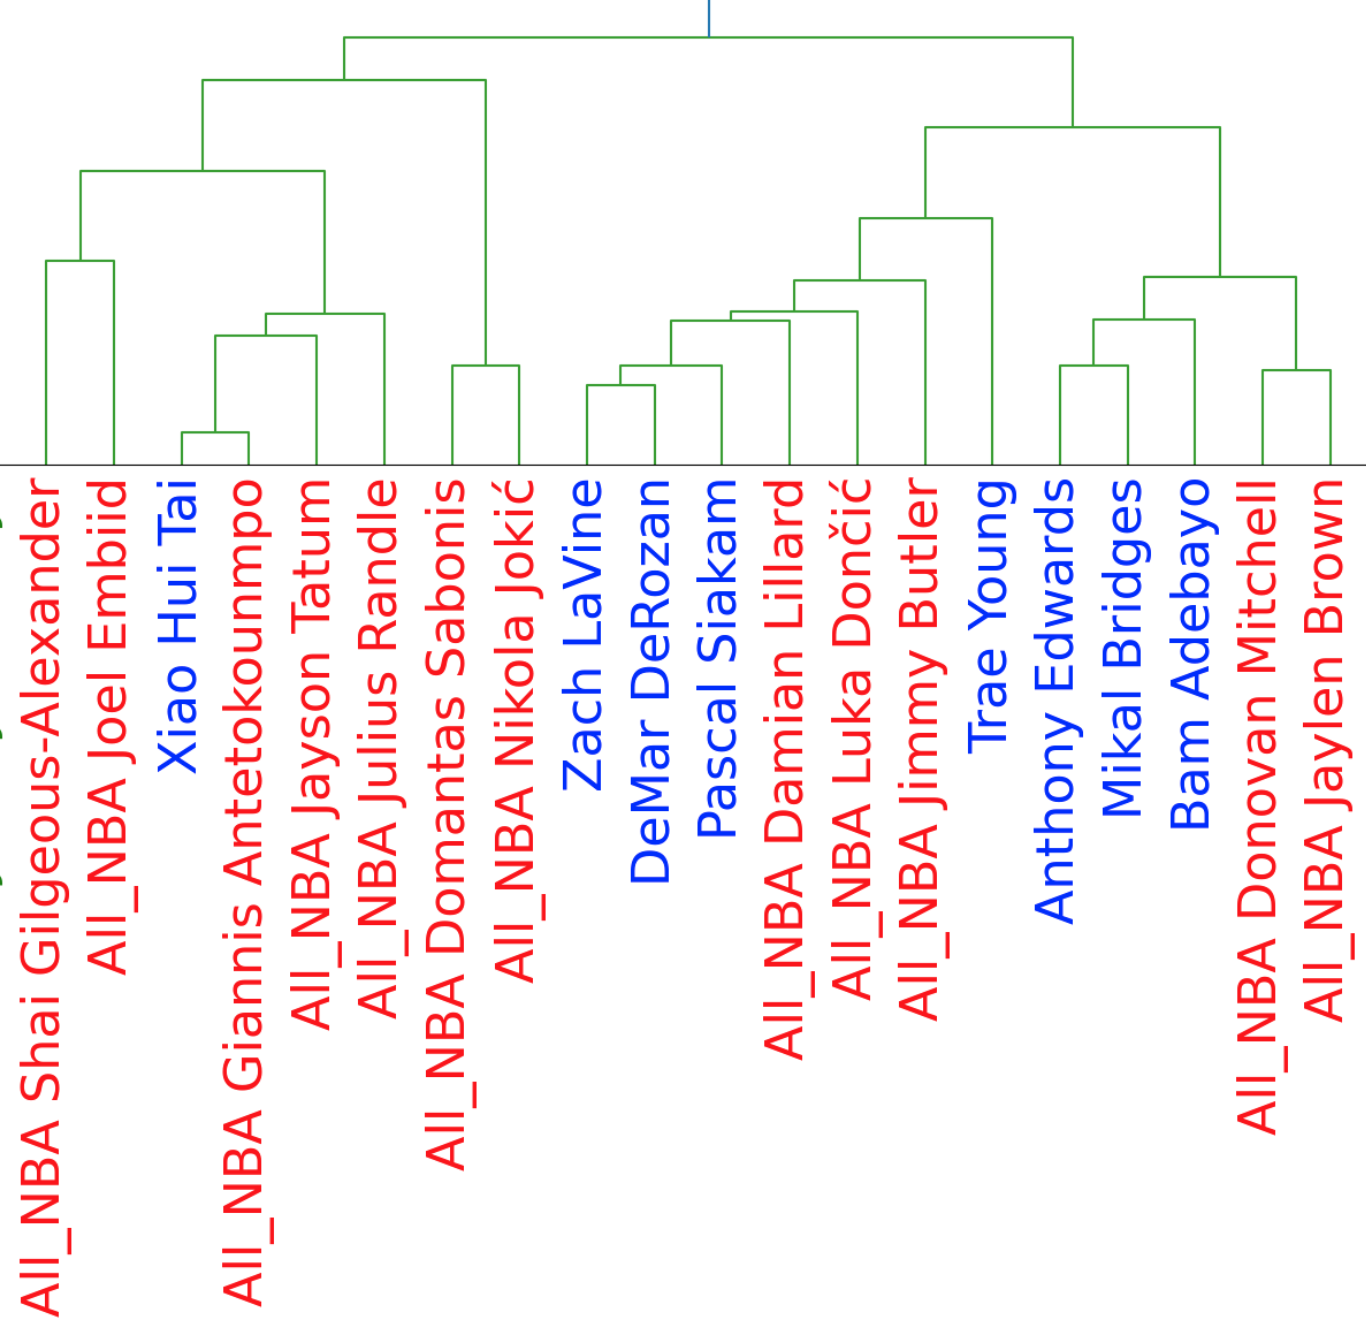 All_NBA Shai Gilgeous-Alexander
All_NBA Joel Embiid
Xiao Hui Tai
All_NBA Giannis Antetokounmpo
All_NBA Jayson Tatum
All_NBA Julius Randle
All_NBA Domantas Sabonis
All_NBA Nikola Jokić
Zach LaVine
DeMar DeRozan
Pascal Siakam
All_NBA Damian Lillard
All_NBA Luka Dončić
All_NBA Jimmy Butler
Trae Young
Anthony Edwards
Mikal Bridges
Bam Adebayo
All_NBA Donovan Mitchell
All_NBA Jaylen Brown